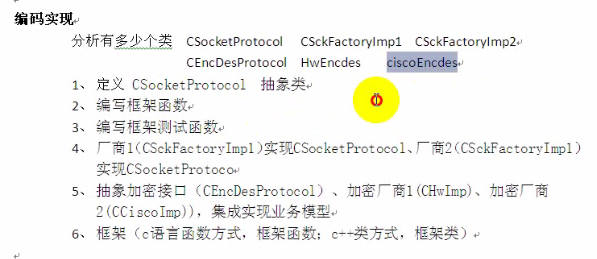 编码实现
分析有多少个类 CSocketProtocol CSckFactoryImp1 CSckFactoryImp2
CEncDesProtocol HwEncdes ciscoEncdes
1、 定义 CSocketProtocol 抽象类
2、 编写框架函数
3、 编写框架测试函数
4、 厂商1(CSckFactoryImp1)实现CSocketProtocol、厂商2(CSckFactoryImp1)
实现CSocketProtoco
5、 抽象加密接口（CEncDesProtocol）、加密厂商1(CHwImp)、加密厂商
2(CCiscoImp))，集成实现业务模型
6、 框架（c语言函数方式，框架函数；c++类方式，框架类）